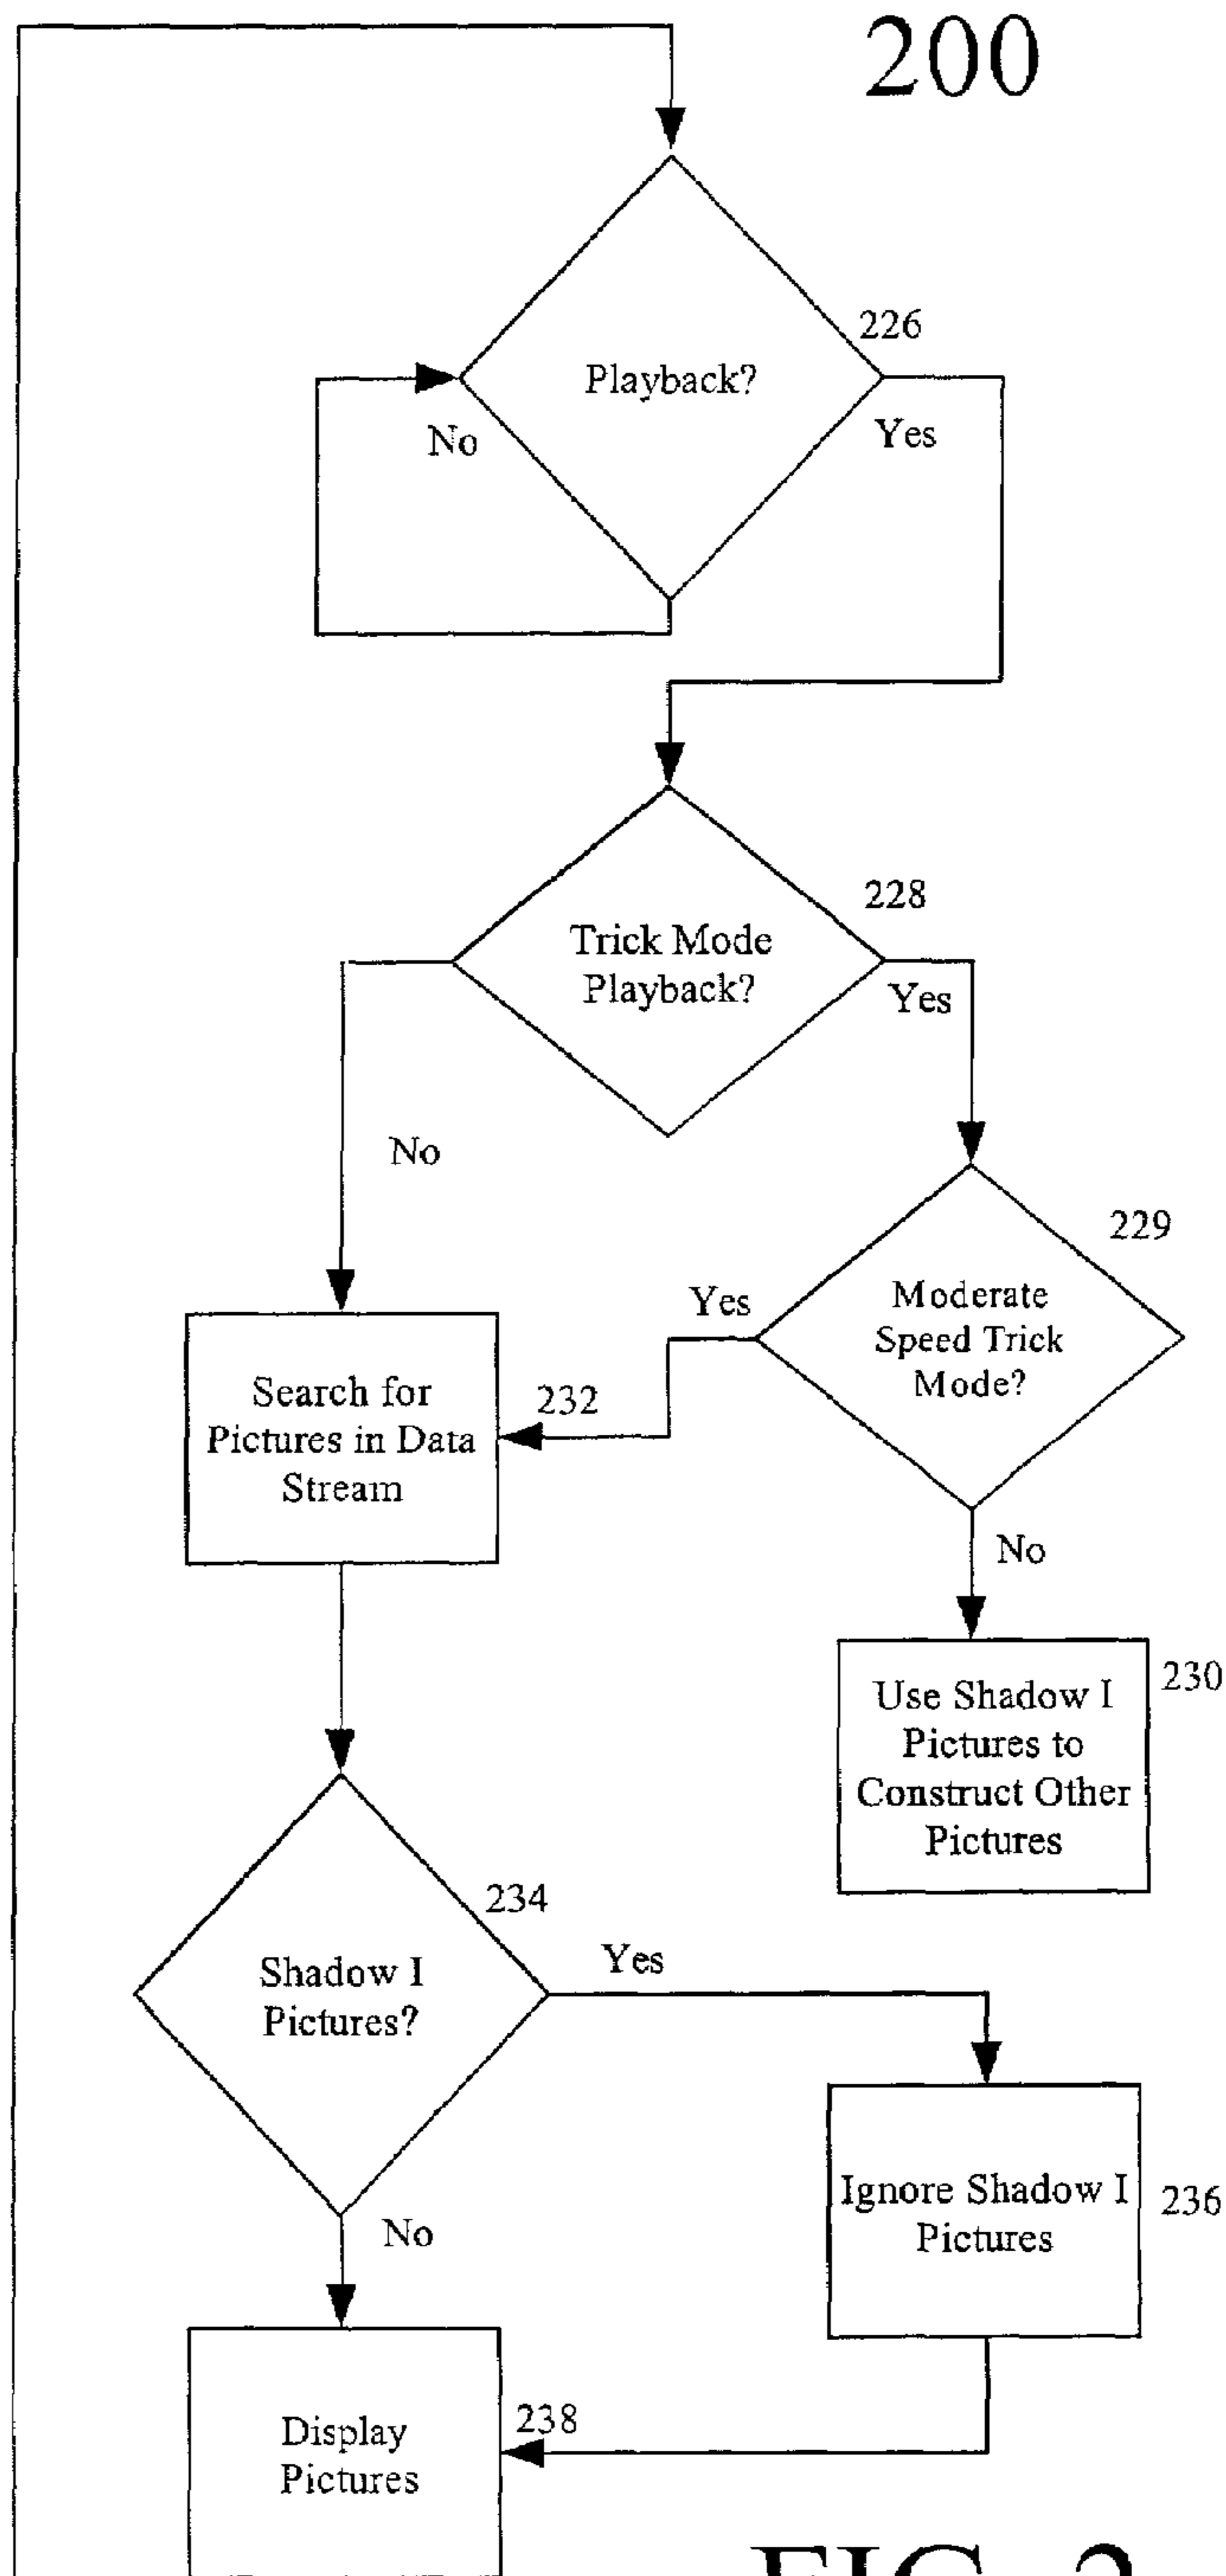 200
226
Playback?
No
Yes
228
Trick Mode
Playback?
Yes
No
229
Moderate
Speed Trick
Mode?
Yes
232
Search for
Pictures in Data
Stream
No
230
Use Shadow I
Pictures to
Construct Other
Pictures
234
Shadow I
Pictures?
Yes
Ignore Shadow I
Pictures
236
No
238
Display
Pictures
FIG. 2